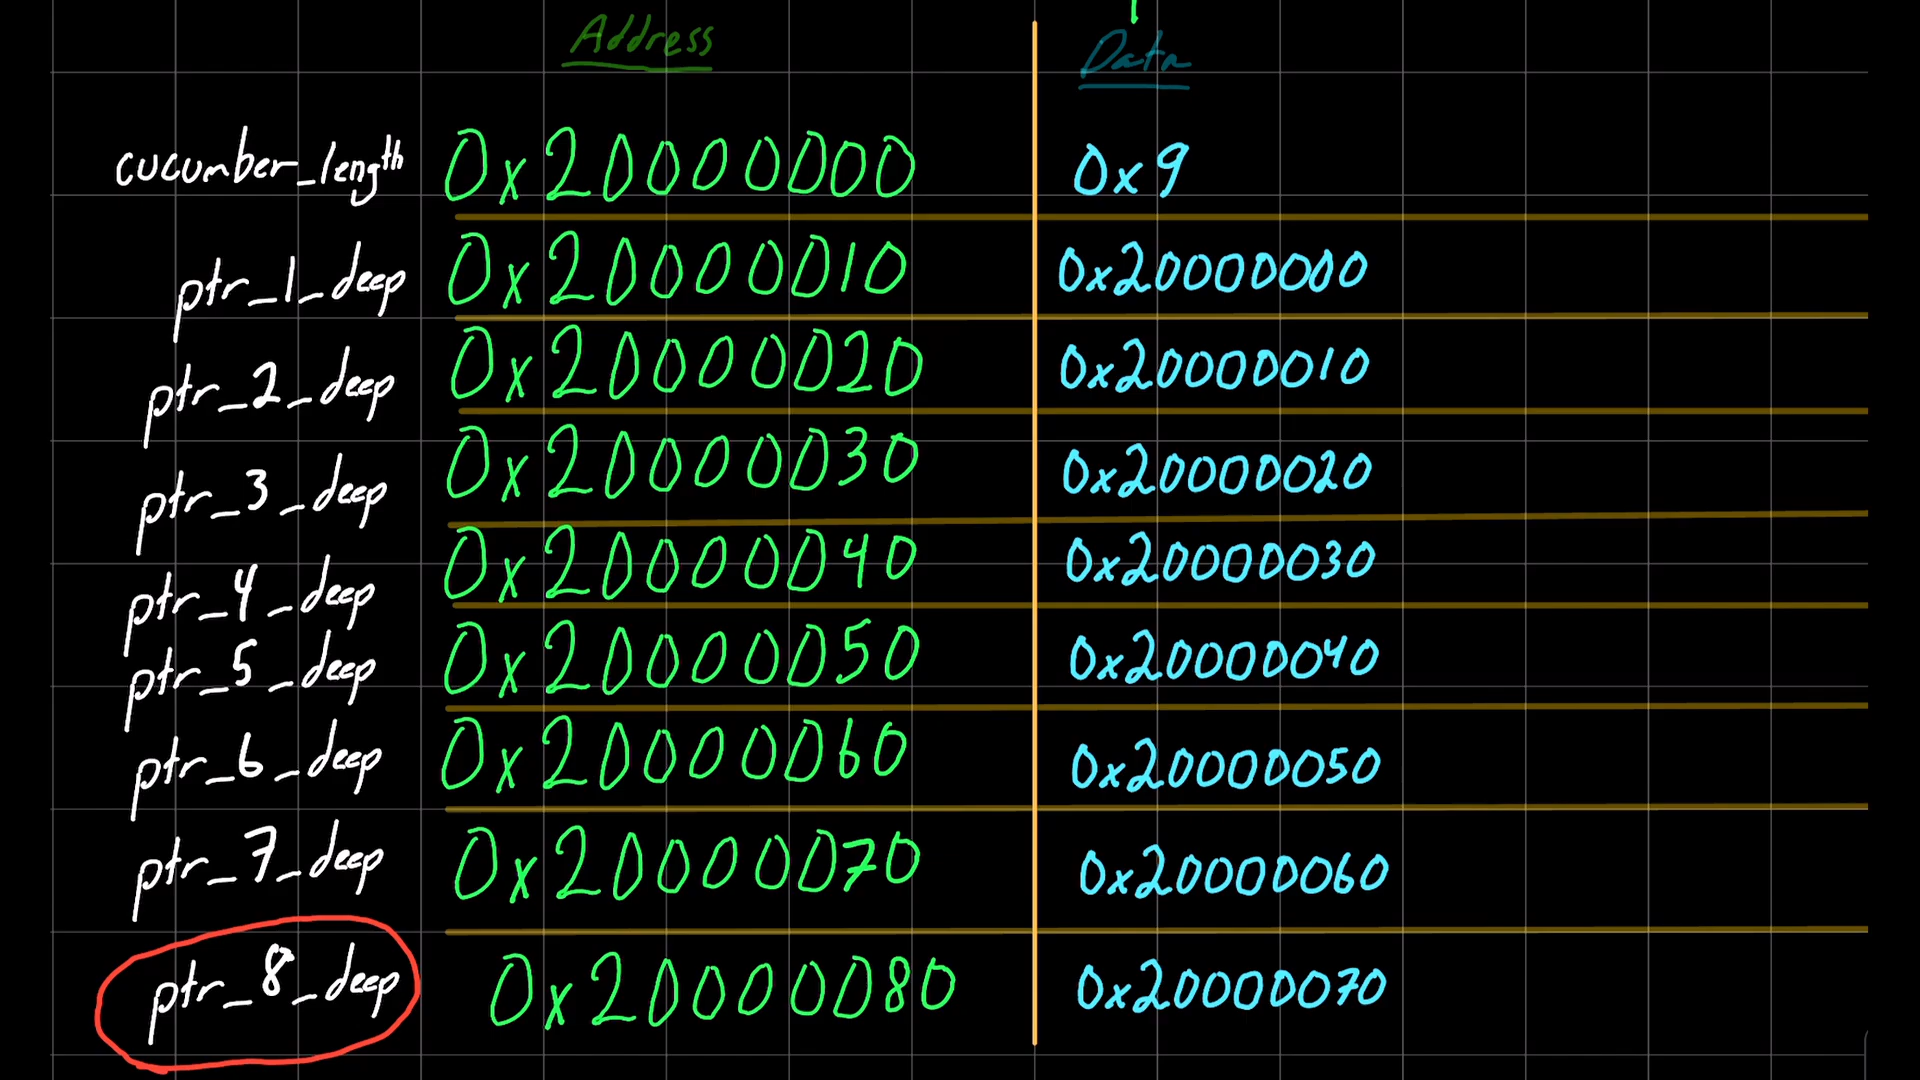 Address Data
cucumber_length 0x20000000 0x9
ptr_1_deep 0x20000010 0x20000000
ptr_2_deep 0x20000020 0x20000010
ptr_3_deep 0x20000030 0x20000020
ptr_4_deep 0x20000040 0x20000030
ptr_5_deep 0x20000050 0x20000040
ptr_6_deep 0x20000060 0x20000050
ptr_7_deep 0x20000070 0x20000060
ptr_8_deep 0x20000080 0x20000070